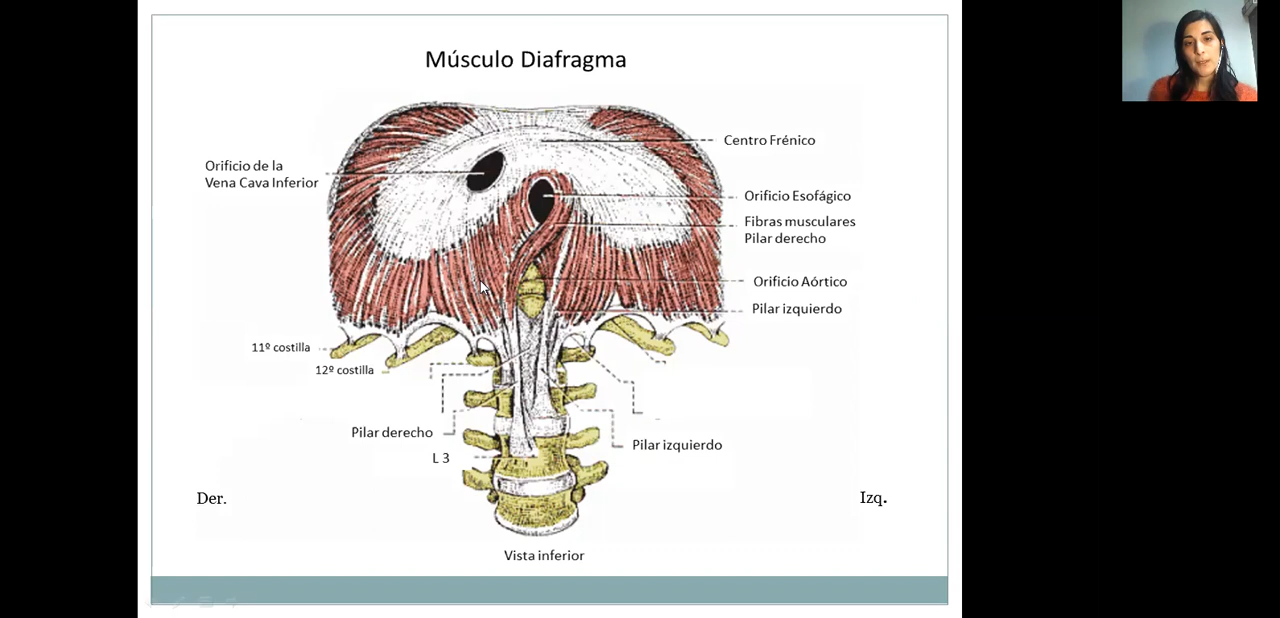 Músculo Diafragma
Centro Frénico
Orificio de la
Vena Cava Inferior
Orificio Esofágico
Fibras musculares
Pilar derecho
Orificio Aórtico
Pilar izquierdo
11º costilla
12º costilla
Pilar derecho
Pilar izquierdo
L 3
Der.
Izq.
Vista inferior